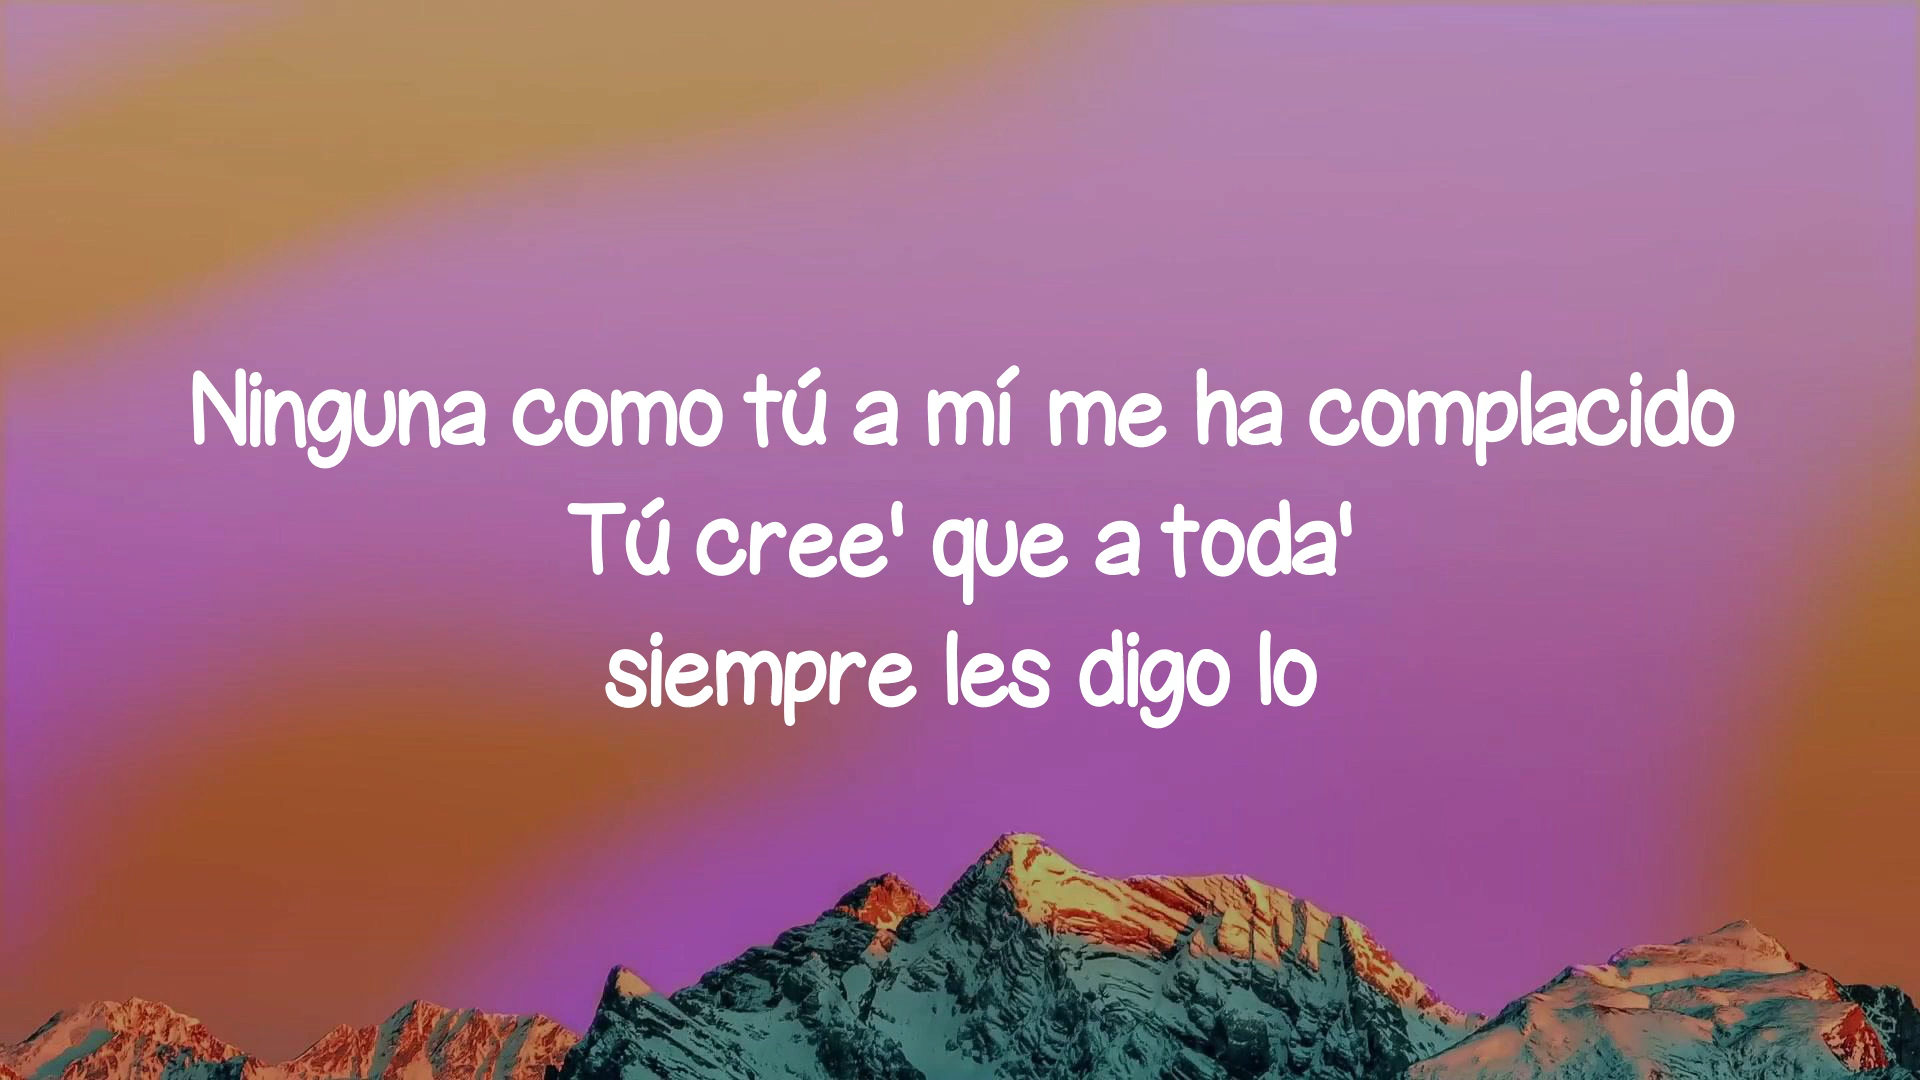 Ninguna como tú a mí me ha complacido
Tú cree' que a toda'
siempre les digo lo